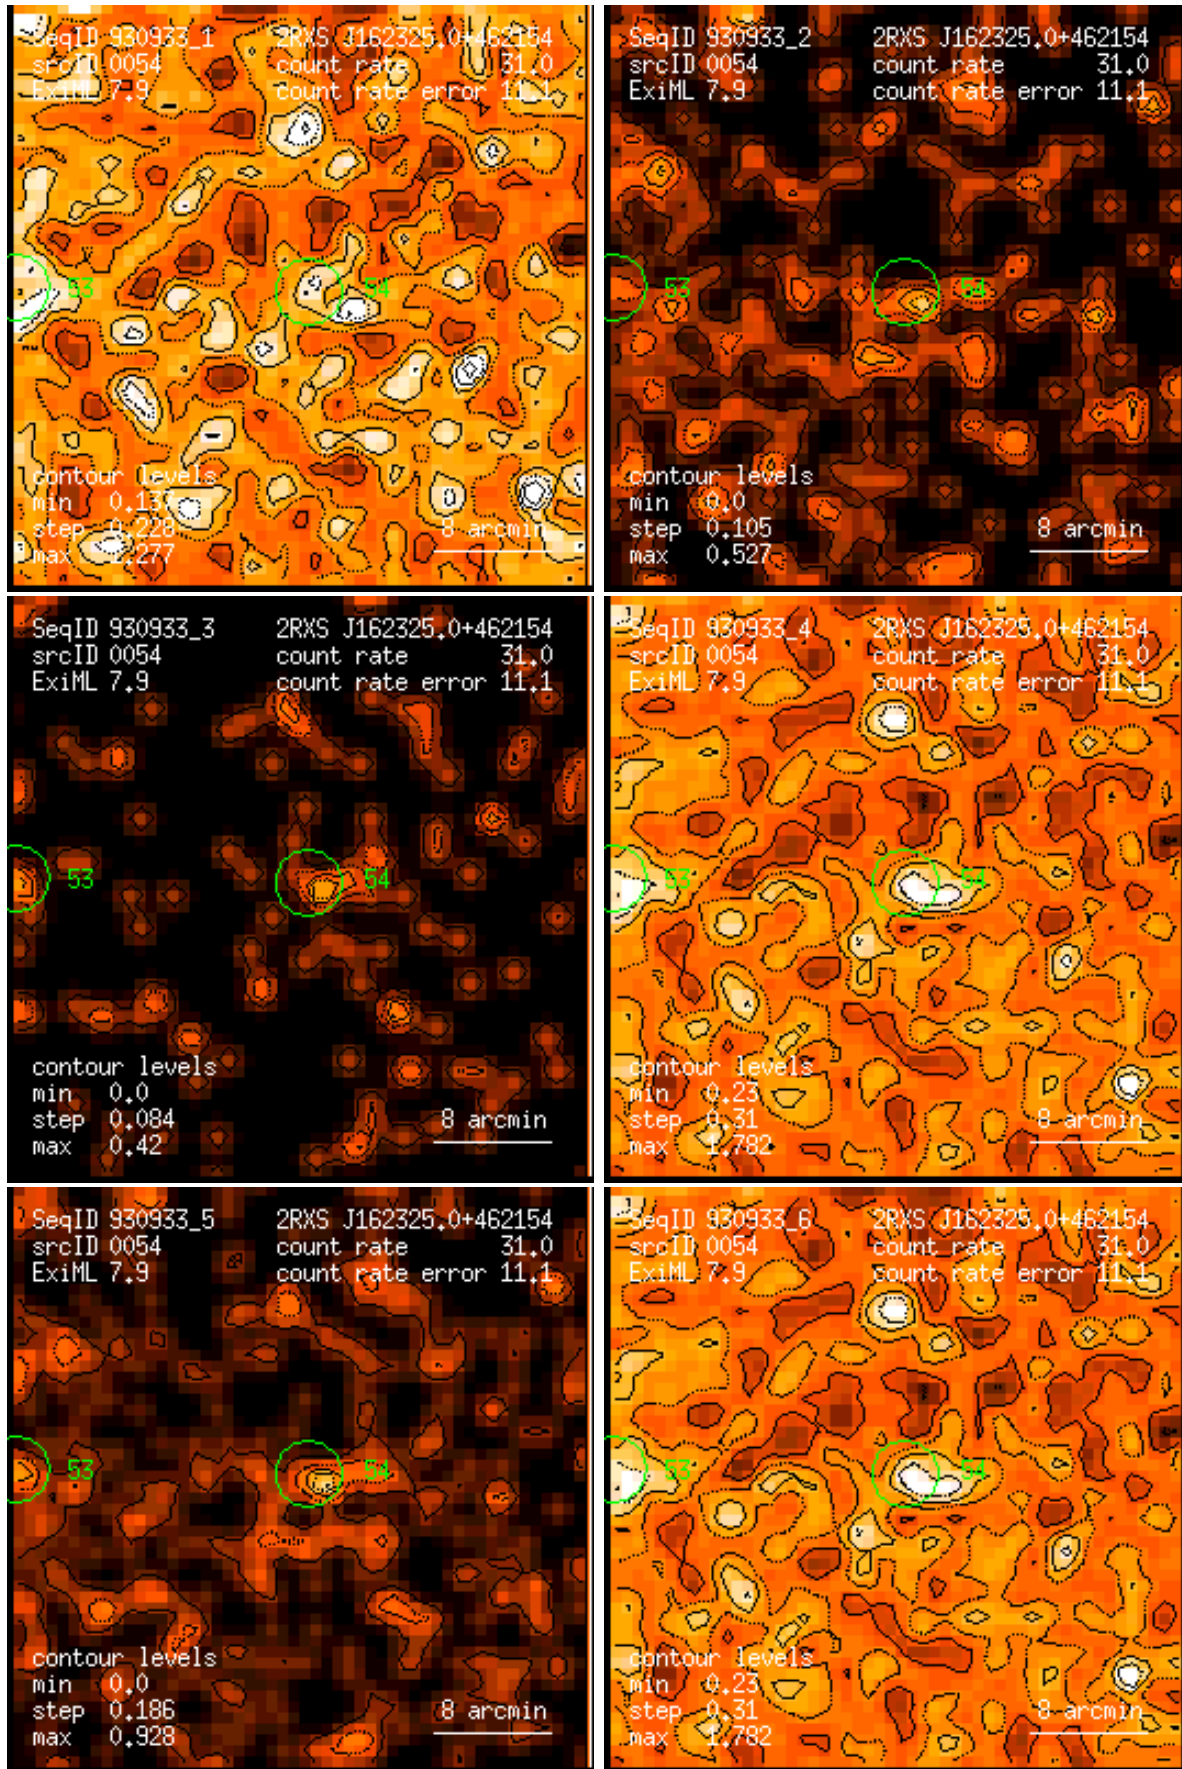 SeqID 930933_1 2RXS J162325.0+462154
srcID 0054 count rate 31.0
ExiML 7.9 count rate error 11.1
53 54
contour levels
min 0.137
step 0.228 8 arcmin
max 1.277
SeqID 930933_2 2RXS J162325.0+462154
srcID 0054 count rate 31.0
ExiML 7.9 count rate error 11.1
53 54
contour levels
min 0.0
step 0.105 8 arcmin
max 0.527
SeqID 930933_3 2RXS J162325.0+462154
srcID 0054 count rate 31.0
ExiML 7.9 count rate error 11.1
53 54
contour levels
min 0.0
step 0.084 8 arcmin
max 0.42
SeqID 930933_4 2RXS J162325.0+462154
srcID 0054 count rate 31.0
ExiML 7.9 count rate error 11.1
53 54
contour levels
min 0.23
step 0.31 8 arcmin
max 1.782
SeqID 930933_5 2RXS J162325.0+462154
srcID 0054 count rate 31.0
ExiML 7.9 count rate error 11.1
53 54
contour levels
min 0.0
step 0.186 8 arcmin
max 0.928
SeqID 930933_6 2RXS J162325.0+462154
srcID 0054 count rate 31.0
ExiML 7.9 count rate error 11.1
53 54
contour levels
min 0.23
step 0.31 8 arcmin
max 1.782